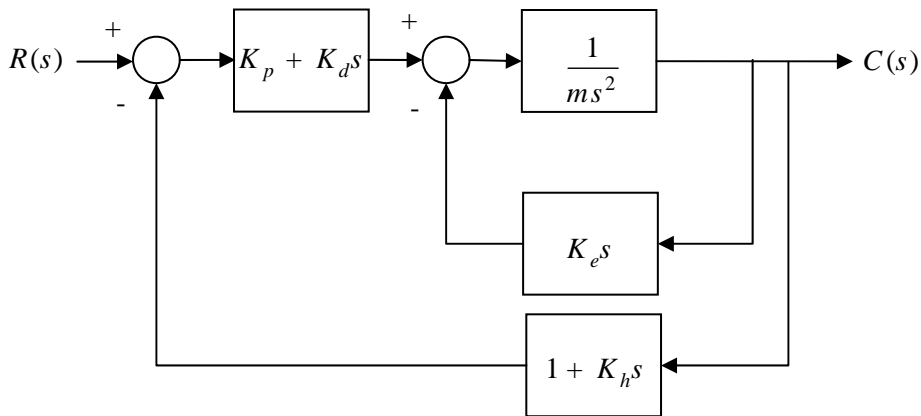 +
+
R(s)
K_p + K_d s
1
ms^2
C(s)
-
-
K_e s
1 + K_h s